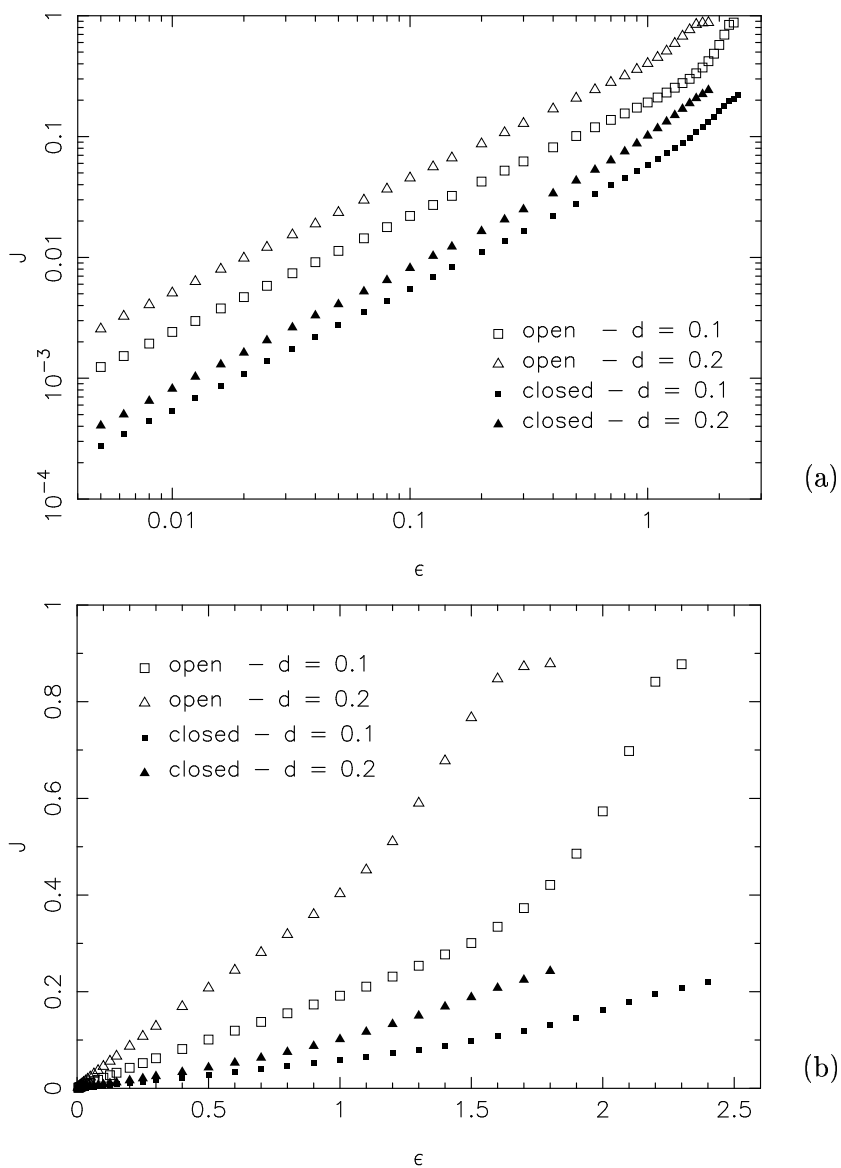 1
0.1
0.01
10⁻³
10⁻⁴
J
open – d = 0.1
open – d = 0.2
closed – d = 0.1
closed – d = 0.2
(a)
0.01 0.1 1
ϵ
1
0.8
0.6
0.4
0.2
0
J
open – d = 0.1
open – d = 0.2
closed – d = 0.1
closed – d = 0.2
(b)
0 0.5 1 1.5 2 2.5
ϵ